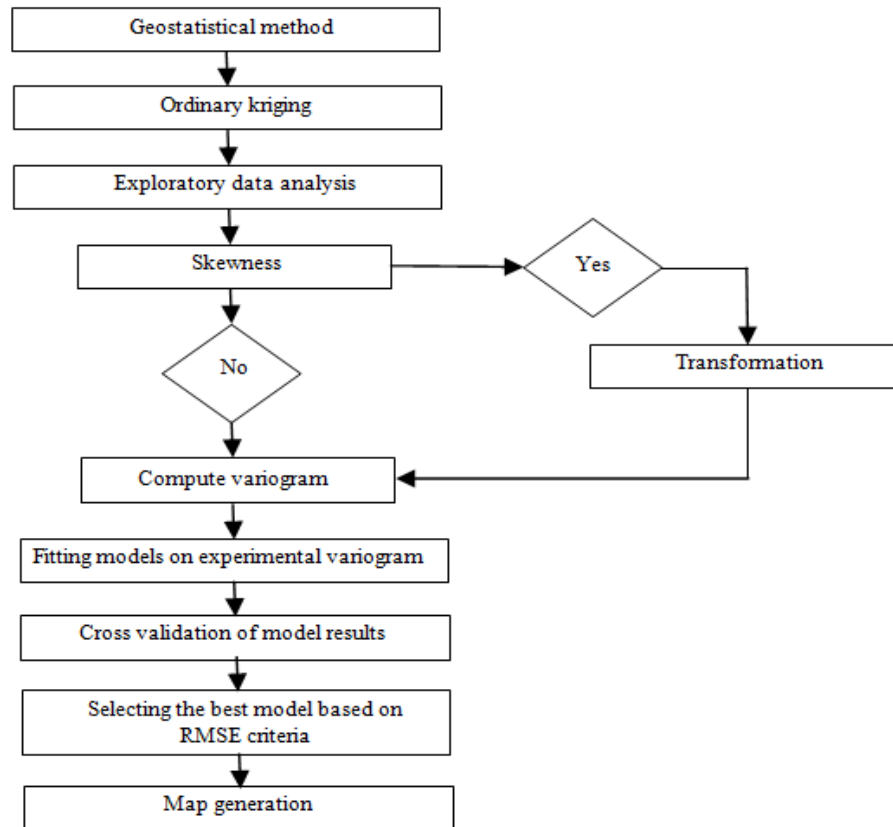 Geostatistical method
Ordinary kriging
Exploratory data analysis
Skewness
Yes
No
Transformation
Compute variogram
Fitting models on experimental variogram
Cross validation of model results
Selecting the best model based on
RMSE criteria
Map generation